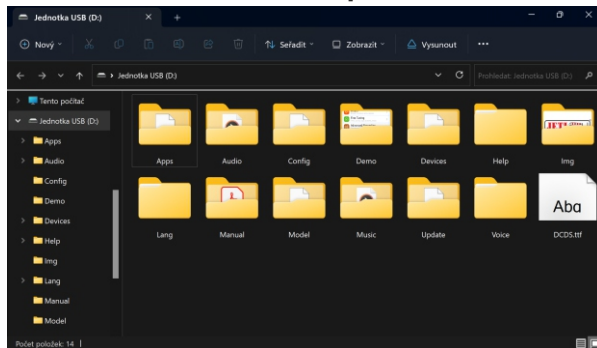 Jednotka USB (D:)
Nový
Seřadit
Zobrazit
Vysunout
Jednotka USB (D:)
Prohledat: Jednotka USB (D:)
Tento počítač
Jednotka USB (D:)
Apps
Audio
Config
Demo
Devices
Help
Img
Lang
Manual
Model
Apps
Audio
Config
Demo
Devices
Help
Img
JETI
Lang
Manual
Model
Music
Update
Voice
Aba
DCDS.ttf
Počet položek: 14